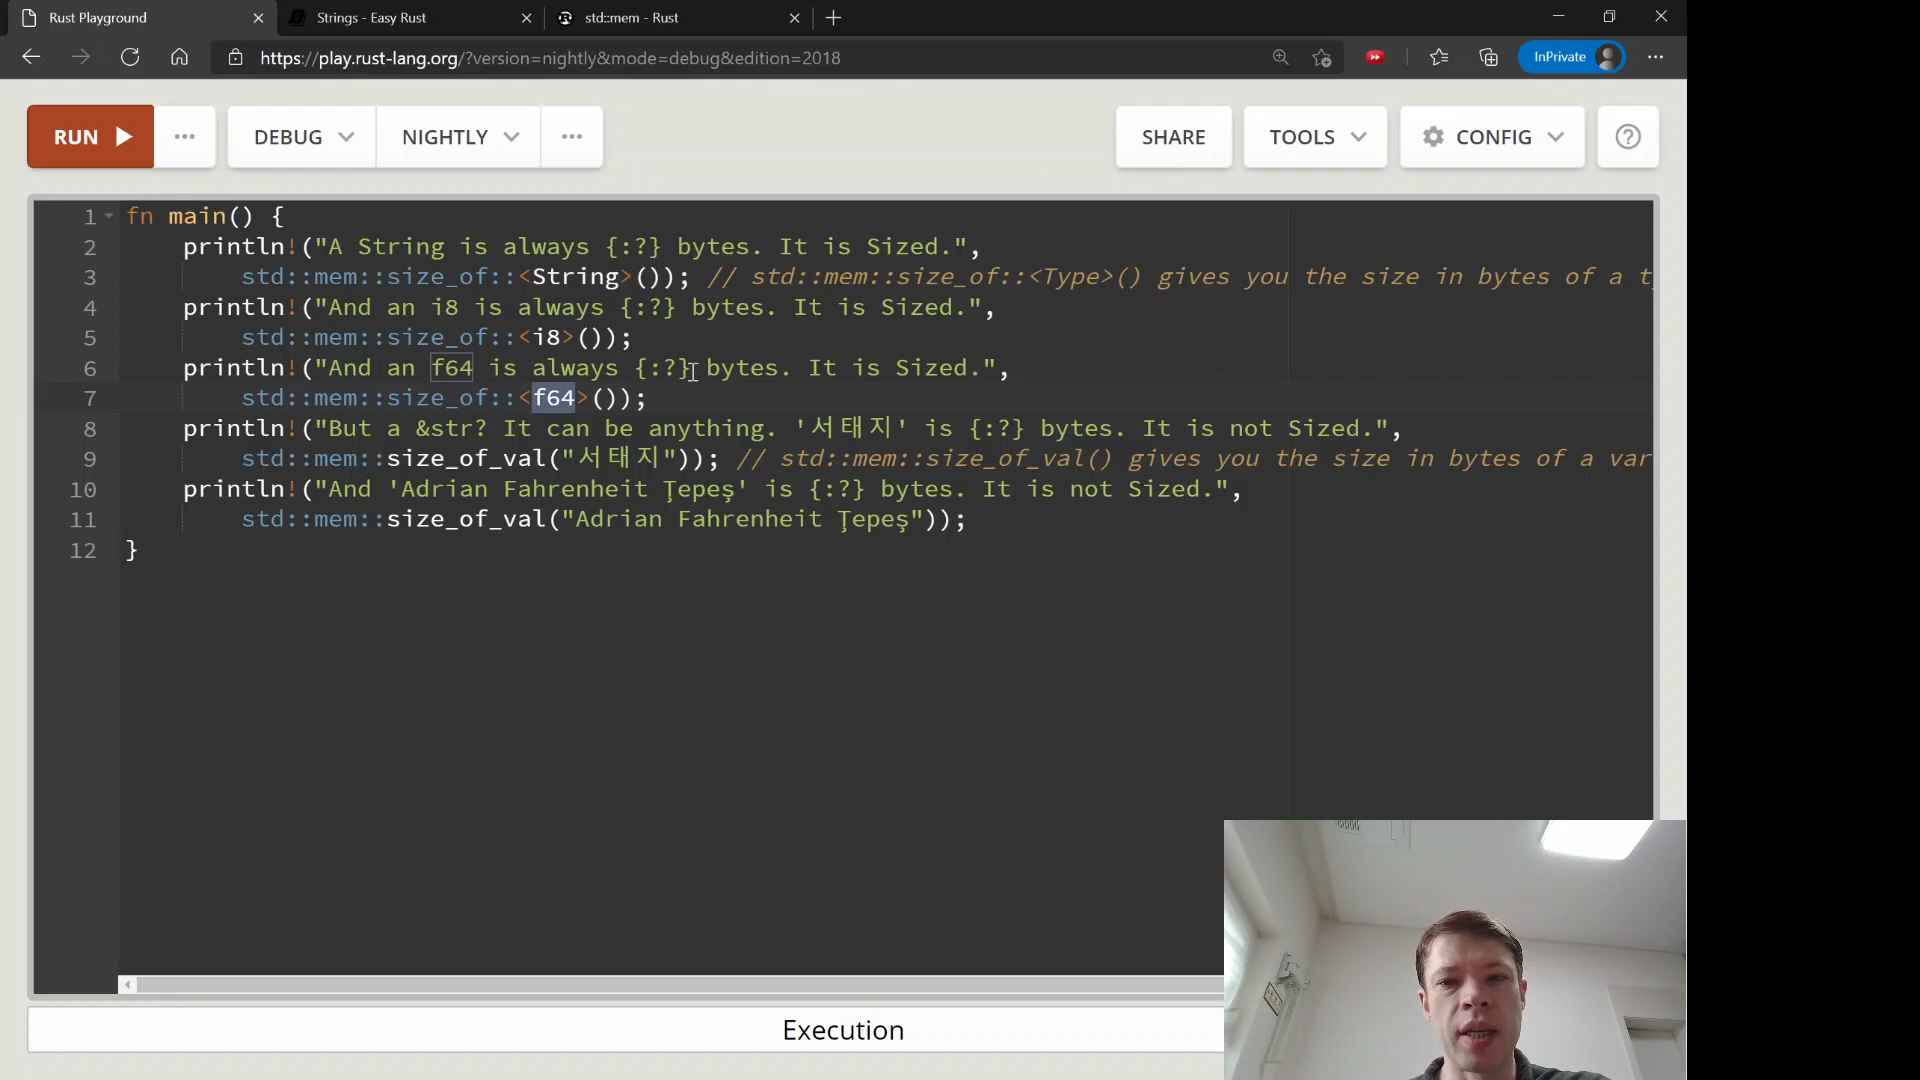 Rust Playground
Strings - Easy Rust
std::mem - Rust
https://play.rust-lang.org/?version=nightly&mode=debug&edition=2018
InPrivate
RUN
DEBUG
NIGHTLY
SHARE
TOOLS
CONFIG
1 fn main() {
2 println!("A String is always {:?} bytes. It is Sized.",
3 std::mem::size_of::<String>()); // std::mem::size_of::<Type>() gives you the size in bytes of a t
4 println!("And an i8 is always {:?} bytes. It is Sized.",
5 std::mem::size_of::<i8>());
6 println!("And an f64 is always {:?} bytes. It is Sized.",
7 std::mem::size_of::<f64>());
8 println!("But a &str? It can be anything. '서태지' is {:?} bytes. It is not Sized.",
9 std::mem::size_of_val("서태지")); // std::mem::size_of_val() gives you the size in bytes of a var
10 println!("And 'Adrian Fahrenheit Ţepeş' is {:?} bytes. It is not Sized.",
11 std::mem::size_of_val("Adrian Fahrenheit Ţepeş"));
12 }
Execution